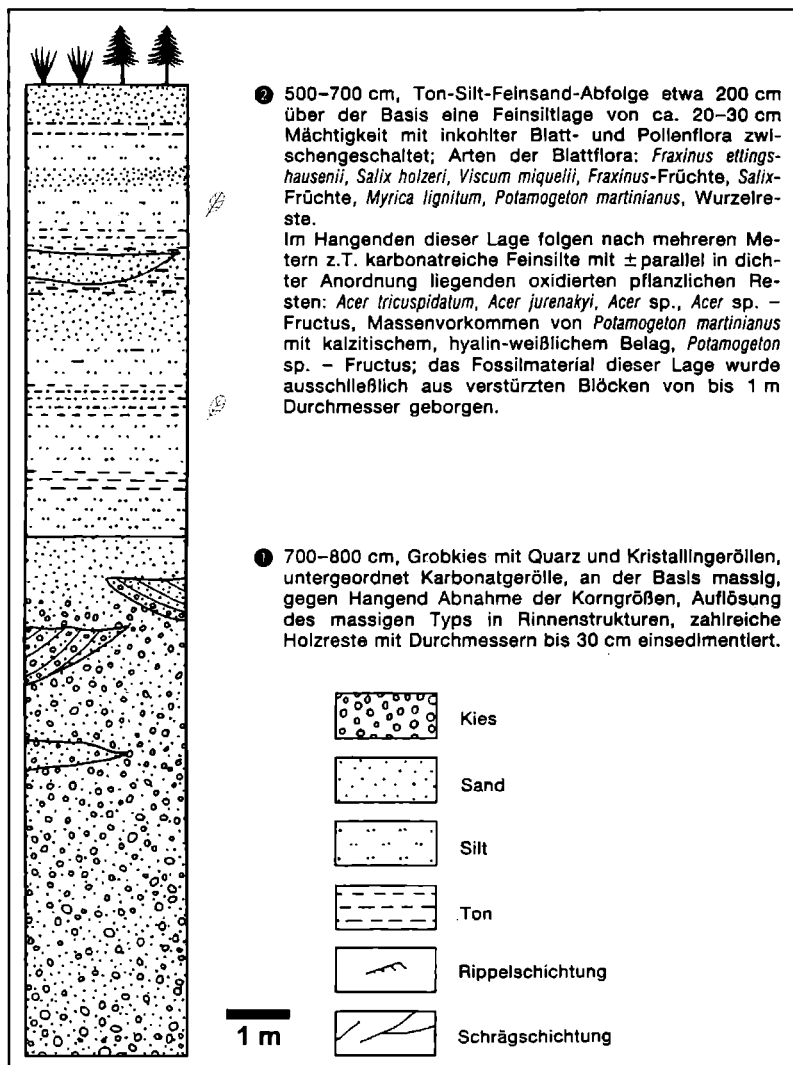 ❷ 500–700 cm, Ton-Silt-Feinsand-Abfolge etwa 200 cm
über der Basis eine Feinsiltlage von ca. 20–30 cm
Mächtigkeit mit inkohlter Blatt- und Pollenflora zwi-
schengeschaltet; Arten der Blattflora: Fraxinus ettings-
hausenii, Salix holzeri, Viscum miquelii, Fraxinus-Früchte, Salix-
Früchte, Myrica lignitum, Potamogeton martinianus, Wurzelre-
ste.
Im Hangenden dieser Lage folgen nach mehreren Me-
tern z.T. karbonatreiche Feinsilte mit ± parallel in dich-
ter Anordnung liegenden oxidierten pflanzlichen Re-
sten: Acer tricuspidatum, Acer jurenakyi, Acer sp., Acer sp. –
Fructus, Massenvorkommen von Potamogeton martinianus
mit kalzitischem, hyalin-weißlichem Belag, Potamogeton
sp. – Fructus; das Fossilmaterial dieser Lage wurde
ausschließlich aus verstürzten Blöcken von bis 1 m
Durchmesser geborgen.
❶ 700–800 cm, Grobkies mit Quarz und Kristallingeröllen,
untergeordnet Karbonatgerölle, an der Basis massig,
gegen Hangend Abnahme der Korngrößen, Auflösung
des massigen Typs in Rinnenstrukturen, zahlreiche
Holzreste mit Durchmessern bis 30 cm einsedimentiert.
Kies
Sand
Silt
Ton
Rippelschichtung
Schrägschichtung
1 m